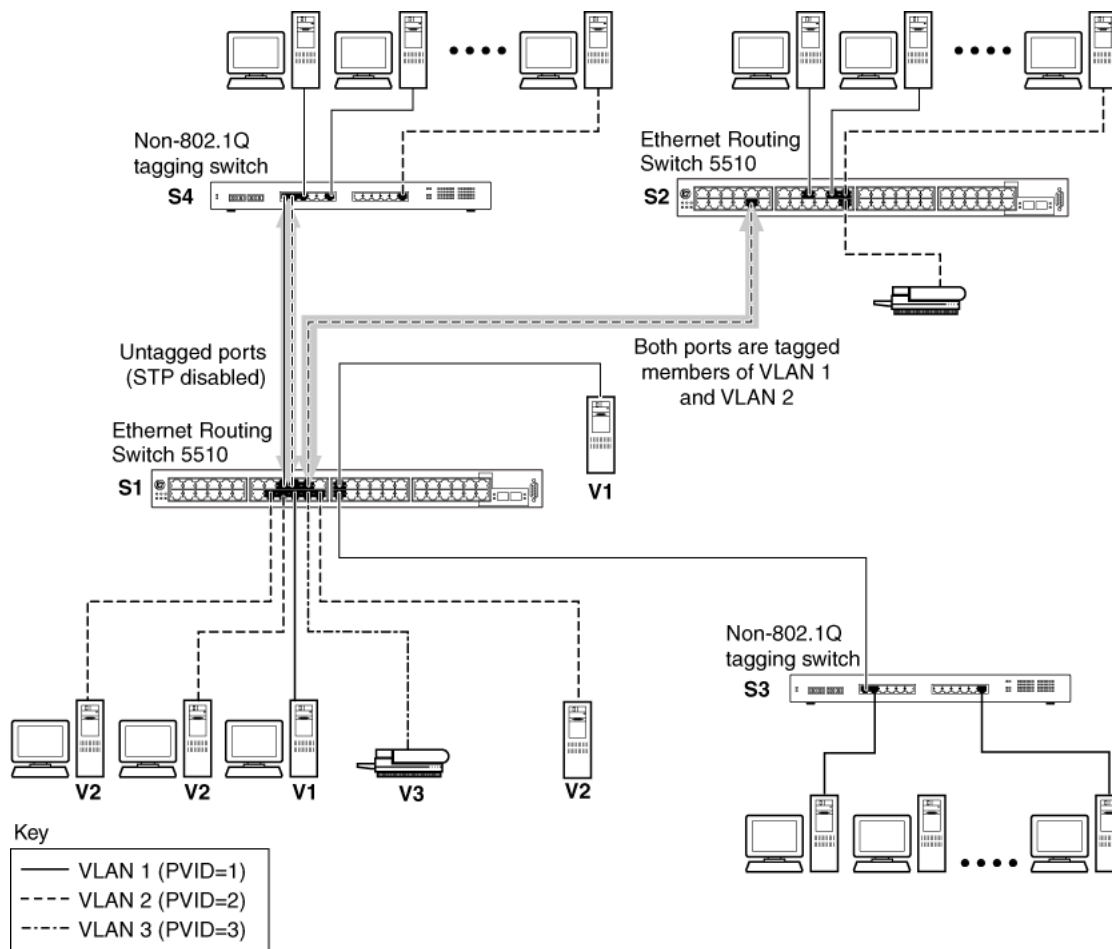 Non-802.1Q
tagging switch
S4
Ethernet Routing
Switch 5510
S2
Untagged ports
(STP disabled)
Both ports are tagged
members of VLAN 1
and VLAN 2
Ethernet Routing
Switch 5510
S1
V1
Non-802.1Q
tagging switch
S3
V2
V2
V1
V3
V2
Key
VLAN 1 (PVID=1)
VLAN 2 (PVID=2)
VLAN 3 (PVID=3)